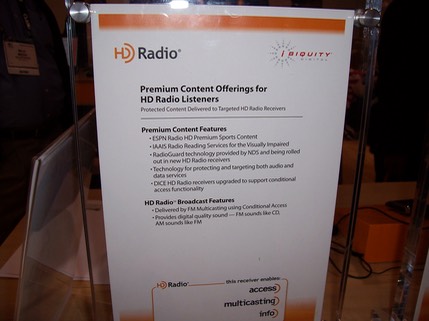 HD Radio®
iBIQUITY
DIGITAL
Premium Content Offerings for
HD Radio Listeners
Protected Content Delivered to Targeted HD Radio Receivers
Premium Content Features
• ESPN Radio HD Premium Sports Content
• IAAIS Radio Reading Services for the Visually Impaired
• RadioGuard technology provided by NDS and being rolled
out in new HD Radio receivers
• Technology for protecting and targeting both audio and
data services
• DICE HD Radio receivers upgraded to support conditional
access functionality
HD Radio™ Broadcast Features
• Delivered by FM Multicasting using Conditional Access
• Provides digital quality sound — FM sounds like CD,
AM sounds like FM
HD Radio®
this receiver enables:
access
multicasting
info